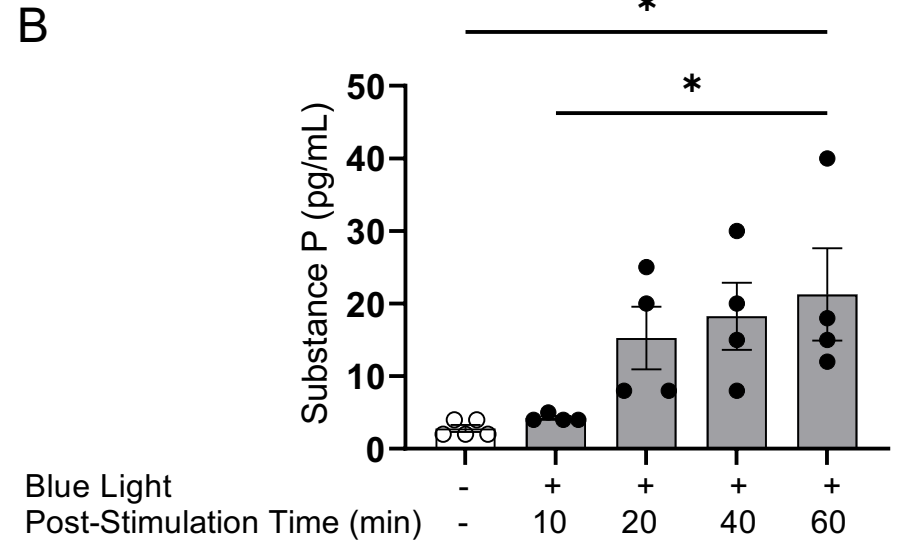 B
*
*
Substance P (pg/mL)
50
40
30
20
10
0
Blue Light - + + + +
Post-Stimulation Time (min) - 10 20 40 60